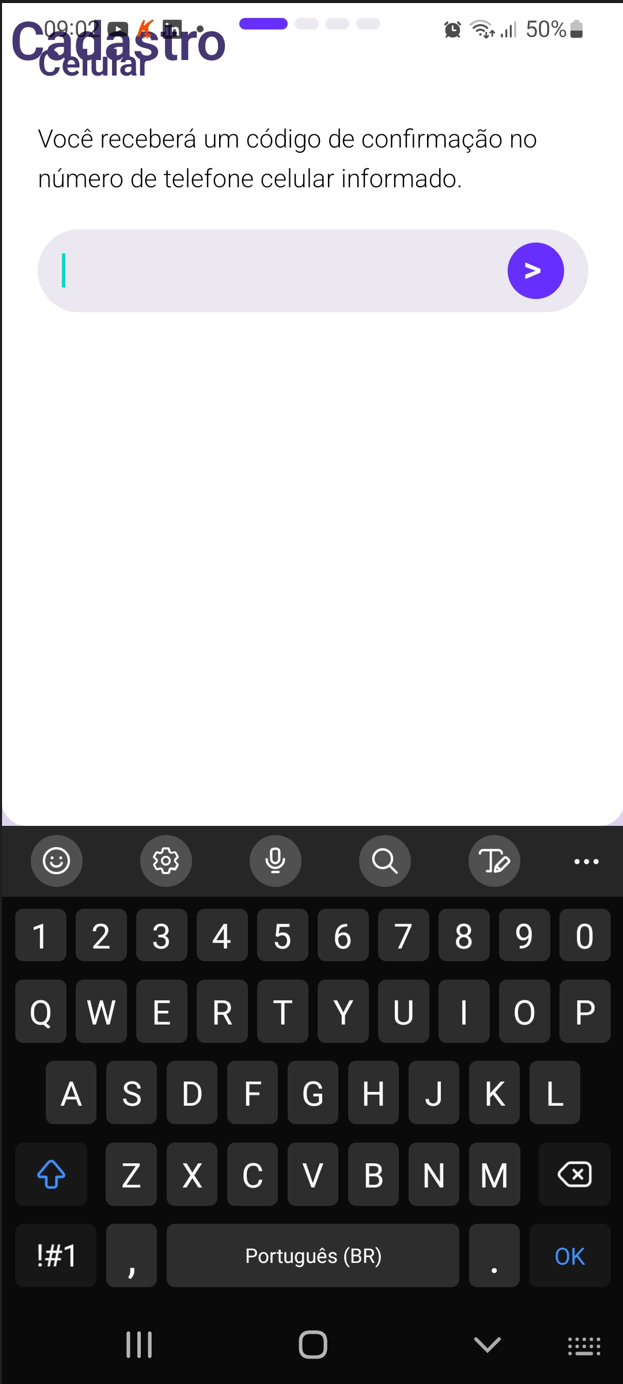 09:02
50%
Cadastro
Celular
Você receberá um código de confirmação no
número de telefone celular informado.
>
1 2 3 4 5 6 7 8 9 0
Q W E R T Y U I O P
A S D F G H J K L
Z X C V B N M
!#1 , Português (BR) . OK